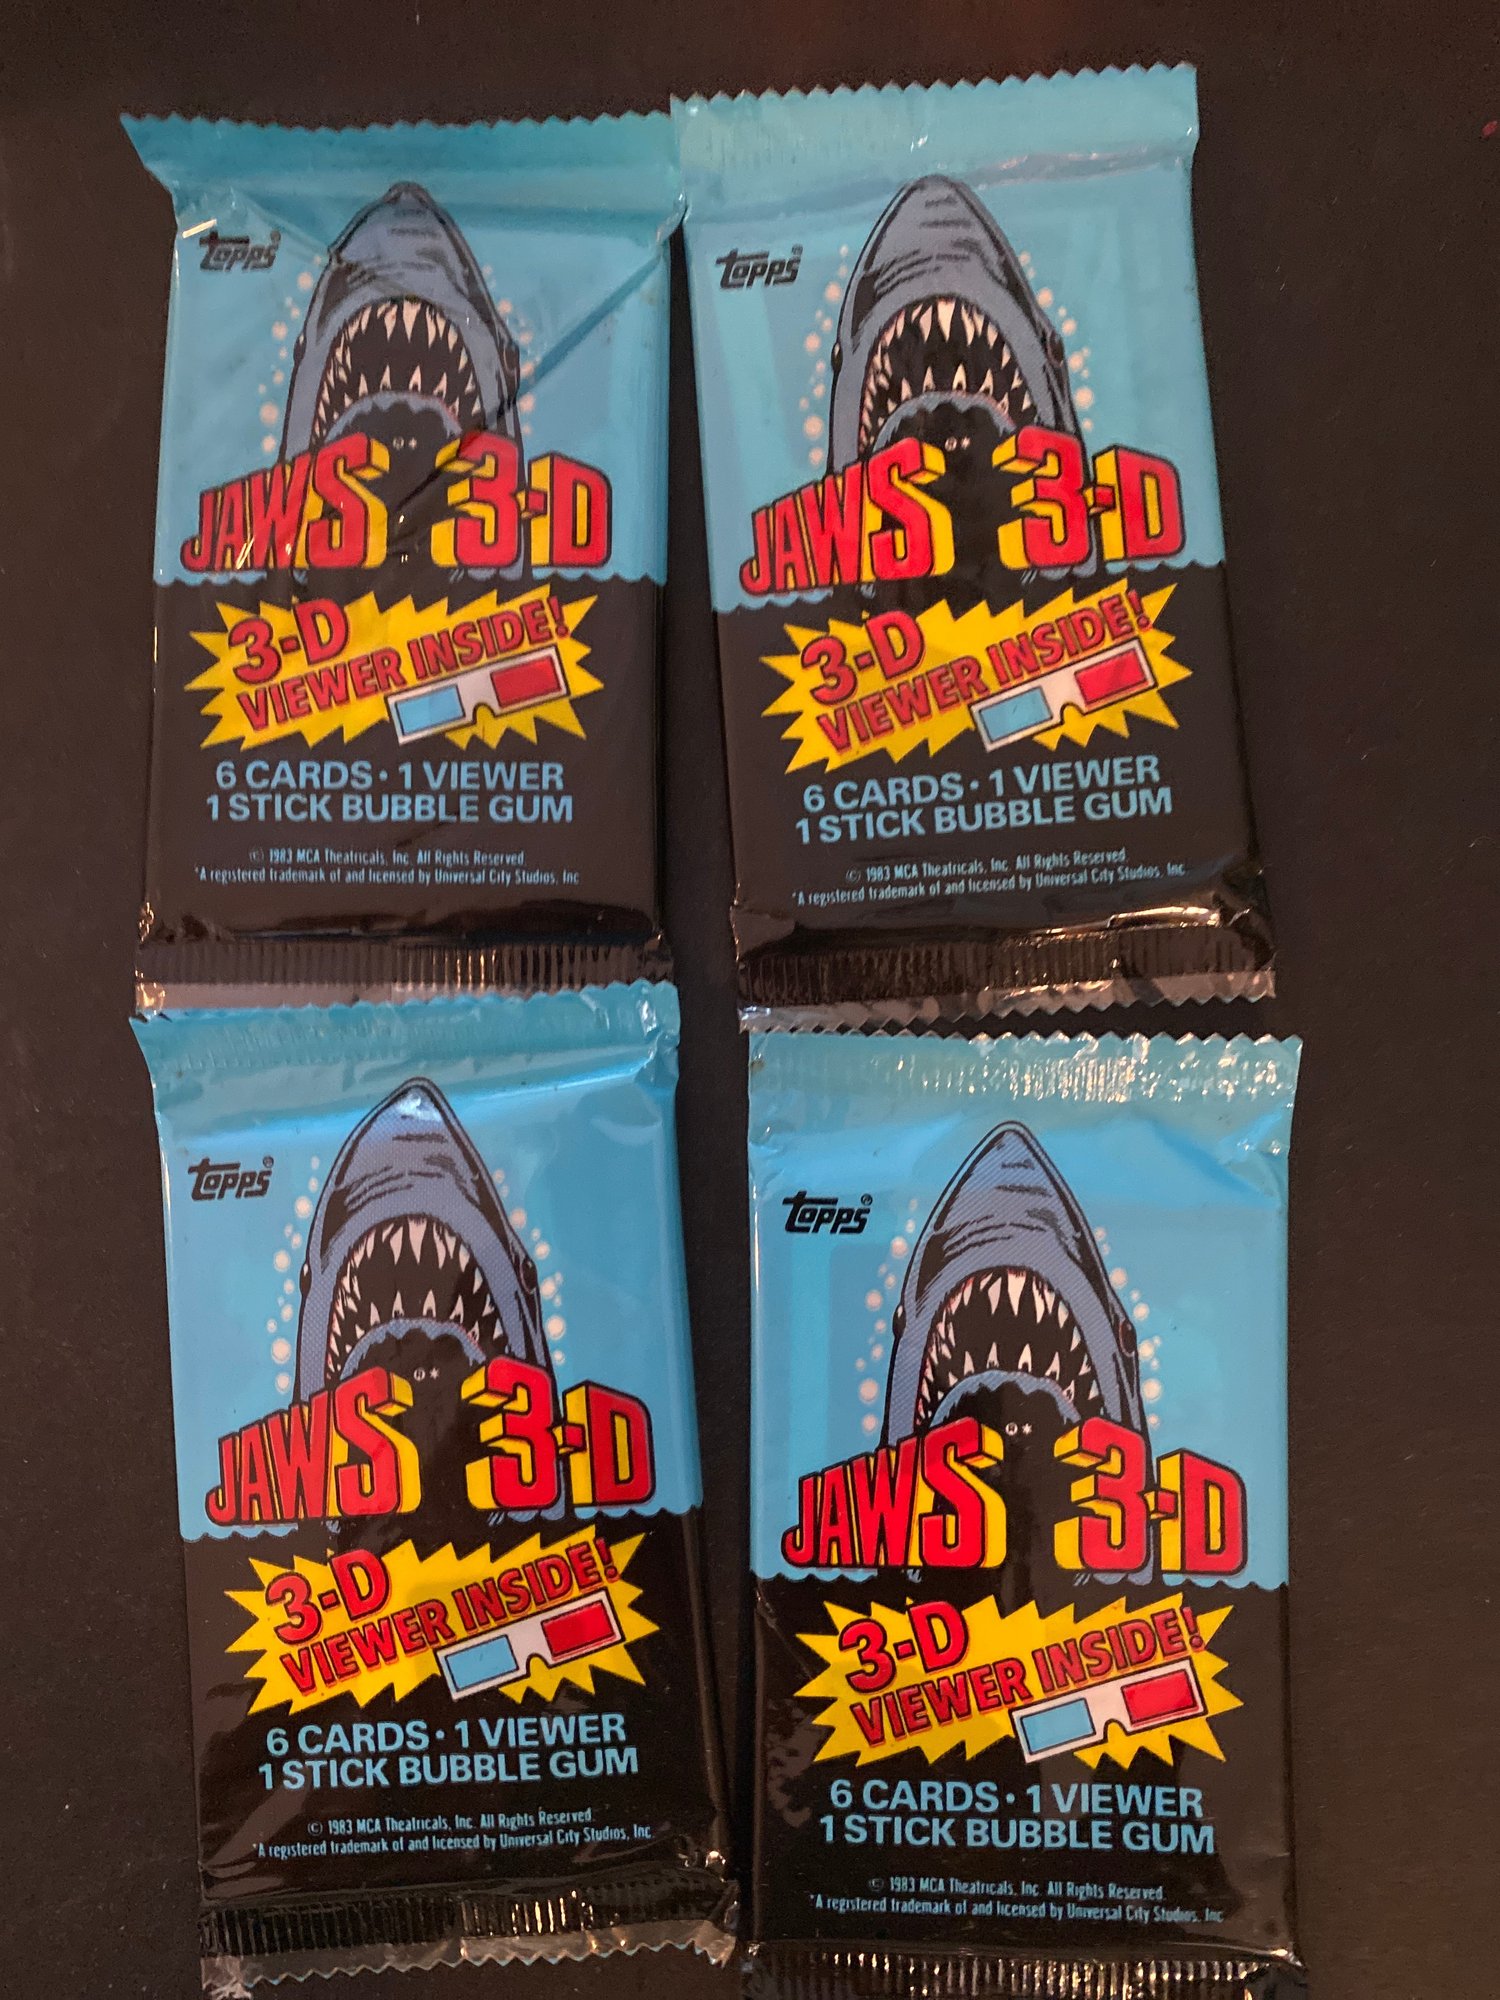 Topps®
JAWS 3-D
®*
3-D
VIEWER INSIDE!
6 CARDS • 1 VIEWER
1 STICK BUBBLE GUM
© 1983 MCA Theatricals, Inc. All Rights Reserved.
*A registered trademark of and licensed by Universal City Studios, Inc.
Topps®
JAWS 3-D
®*
3-D
VIEWER INSIDE!
6 CARDS • 1 VIEWER
1 STICK BUBBLE GUM
© 1983 MCA Theatricals, Inc. All Rights Reserved.
*A registered trademark of and licensed by Universal City Studios, Inc.
Topps®
JAWS 3-D
®*
3-D
VIEWER INSIDE!
6 CARDS • 1 VIEWER
1 STICK BUBBLE GUM
© 1983 MCA Theatricals, Inc. All Rights Reserved.
*A registered trademark of and licensed by Universal City Studios, Inc.
Topps®
JAWS 3-D
®*
3-D
VIEWER INSIDE!
6 CARDS • 1 VIEWER
1 STICK BUBBLE GUM
© 1983 MCA Theatricals, Inc. All Rights Reserved.
*A registered trademark of and licensed by Universal City Studios, Inc.